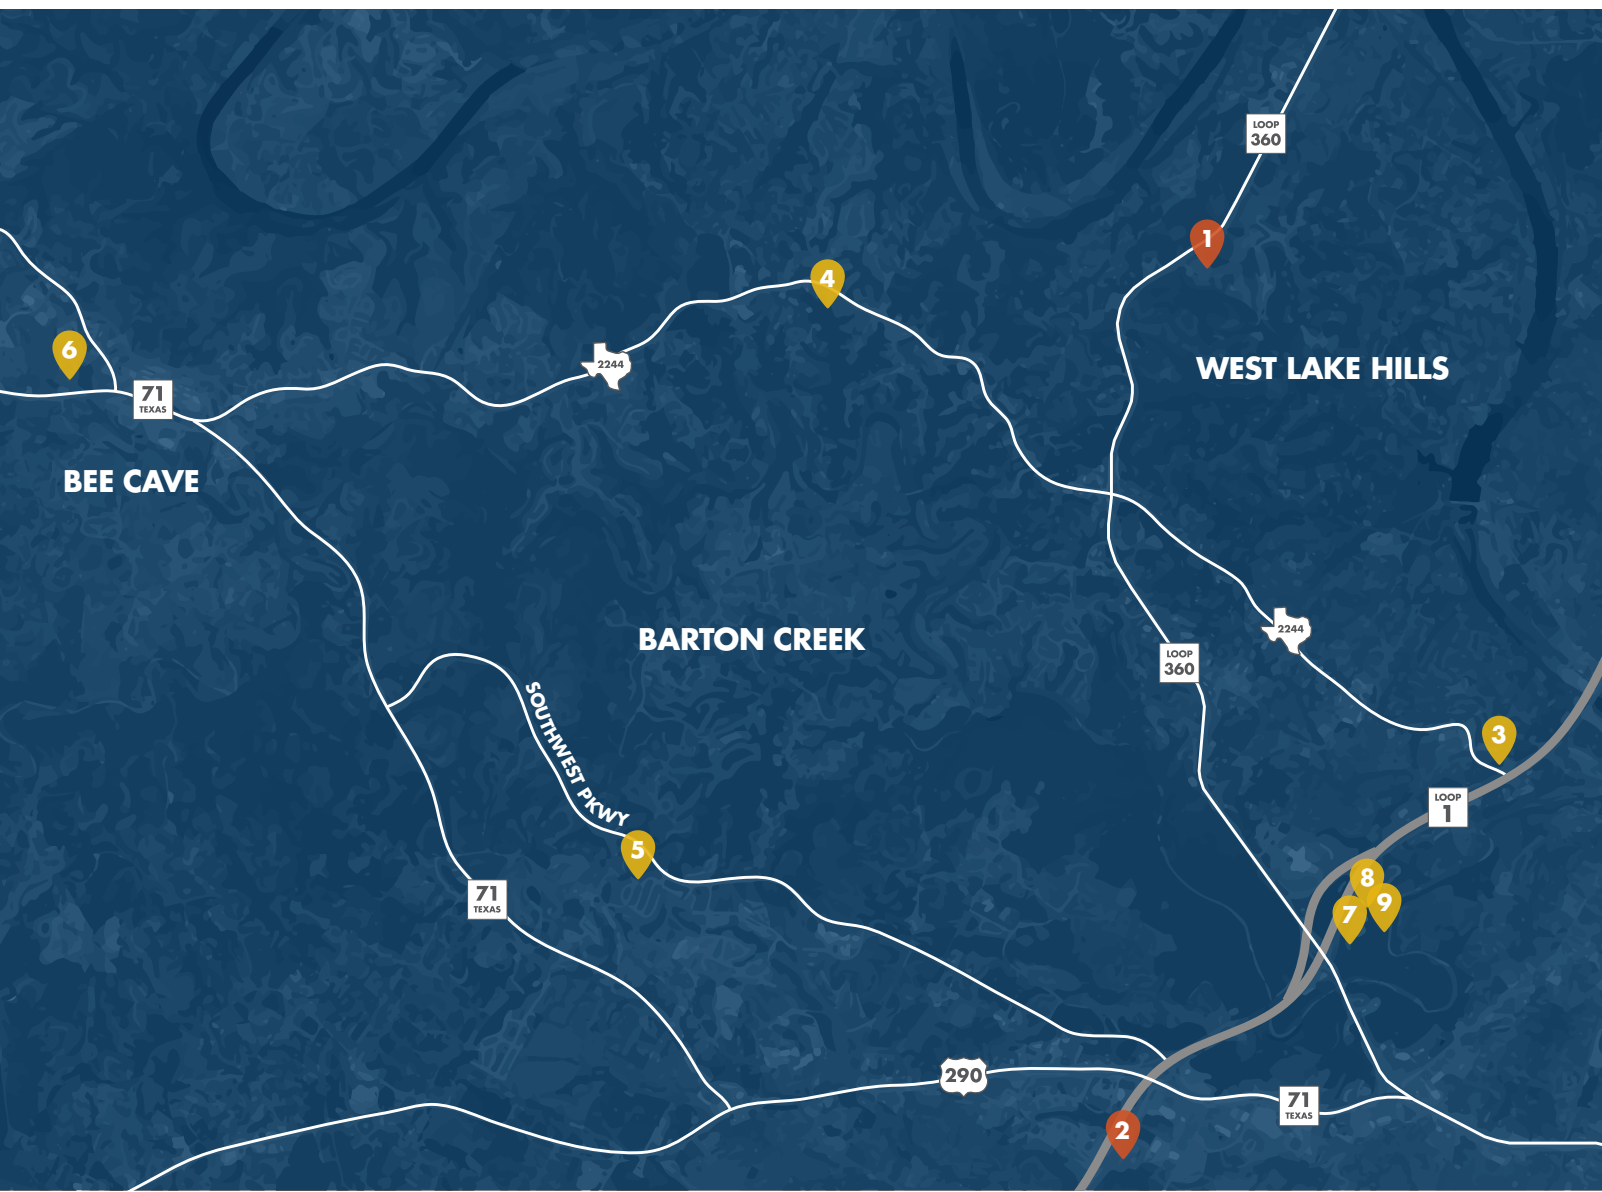 LOOP
360
1
4
6
2244
WEST LAKE HILLS
71
TEXAS
BEE CAVE
2244
BARTON CREEK
LOOP
360
SOUTHWEST PKWY
3
LOOP
1
5
8
71
TEXAS
9
7
290
71
TEXAS
2